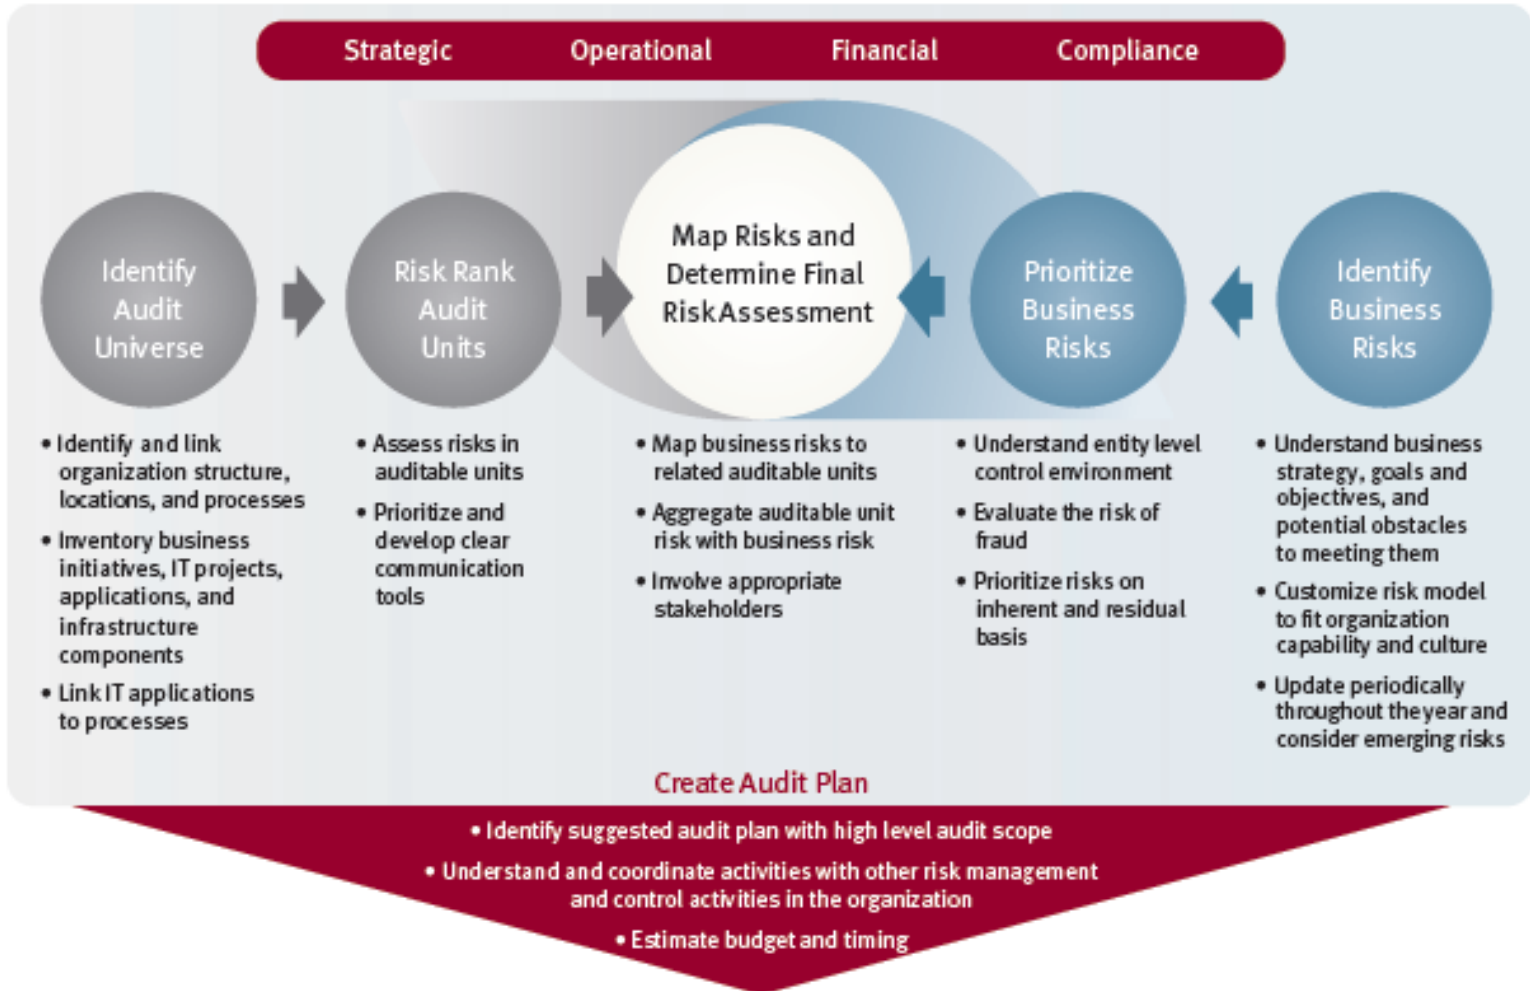 Strategic Operational Financial Compliance
Identify
Audit
Universe
Risk Rank
Audit
Units
Map Risks and
Determine Final
Risk Assessment
Prioritize
Business
Risks
Identify
Business
Risks
• Identify and link
organization structure,
locations, and processes
• Inventory business
initiatives, IT projects,
applications, and
infrastructure
components
• Link IT applications
to processes
• Assess risks in
auditable units
• Prioritize and
develop clear
communication
tools
• Map business risks to
related auditable units
• Aggregate auditable unit
risk with business risk
• Involve appropriate
stakeholders
• Understand entity level
control environment
• Evaluate the risk of
fraud
• Prioritize risks on
inherent and residual
basis
• Understand business
strategy, goals and
objectives, and
potential obstacles
to meeting them
• Customize risk model
to fit organization
capability and culture
• Update periodically
throughout the year and
consider emerging risks
Create Audit Plan
• Identify suggested audit plan with high level audit scope
• Understand and coordinate activities with other risk management
and control activities in the organization
• Estimate budget and timing